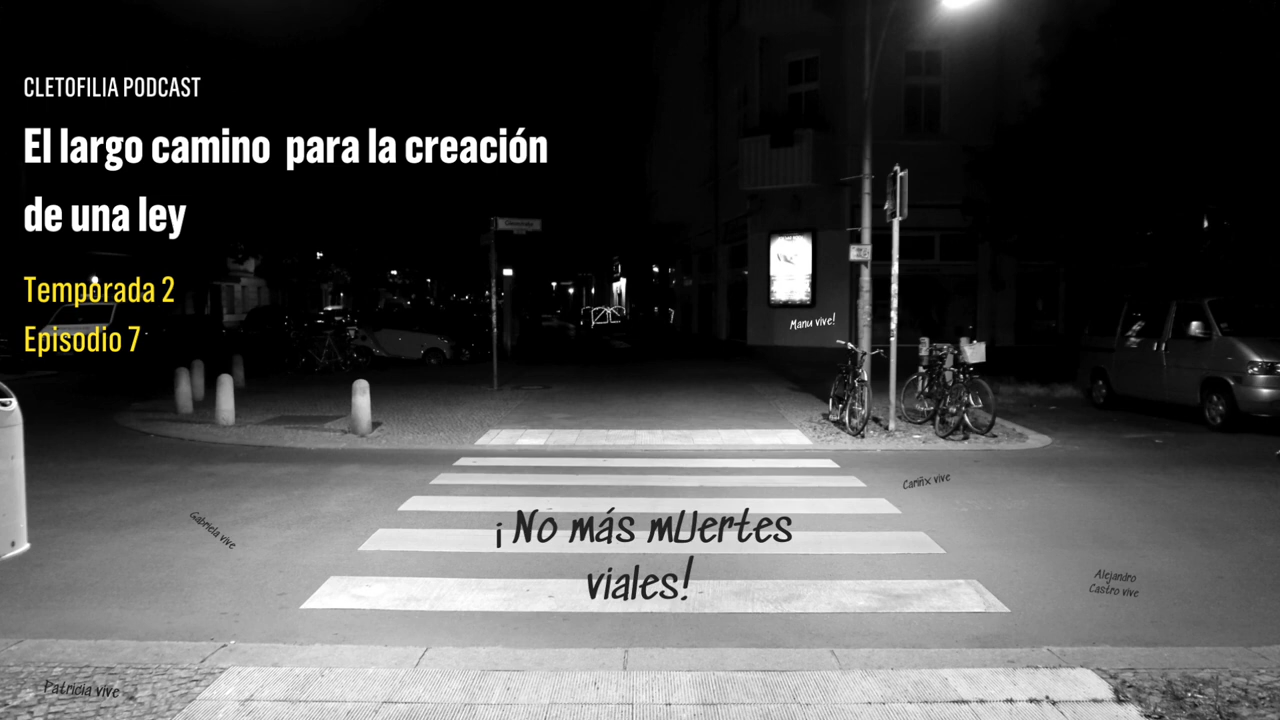 CLETOFILIA PODCAST
El largo camino para la creación
de una ley
Temporada 2
Episodio 7
Manu vive!
Cariñx vive
¡No más mUertes
viales!
Gabriela vive
Alejandro
Castro vive
Patricia vive